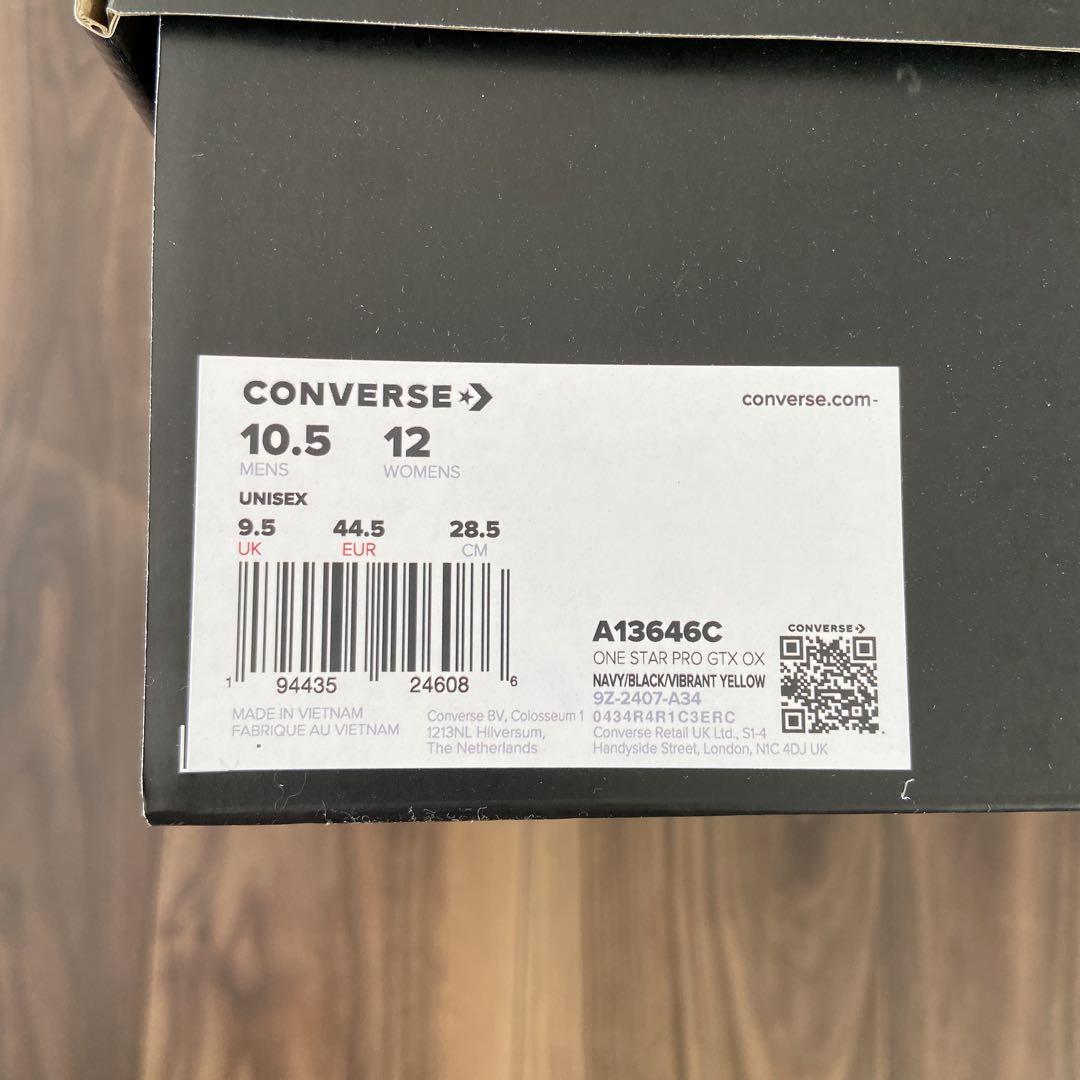 CONVERSE
converse.com-
10.5 12
MENS WOMENS
UNISEX
9.5 44.5 28.5
UK EUR CM
1 94435 24608 6
MADE IN VIETNAM
FABRIQUE AU VIETNAM
Converse BV, Colosseum 1
1213NL Hilversum,
The Netherlands
A13646C
ONE STAR PRO GTX OX
NAVY/BLACK/VIBRANT YELLOW
9Z-2407-A34
0434R4R1C3ERC
Converse Retail UK Ltd., S1-4
Handyside Street, London, N1C 4DJ UK
CONVERSE